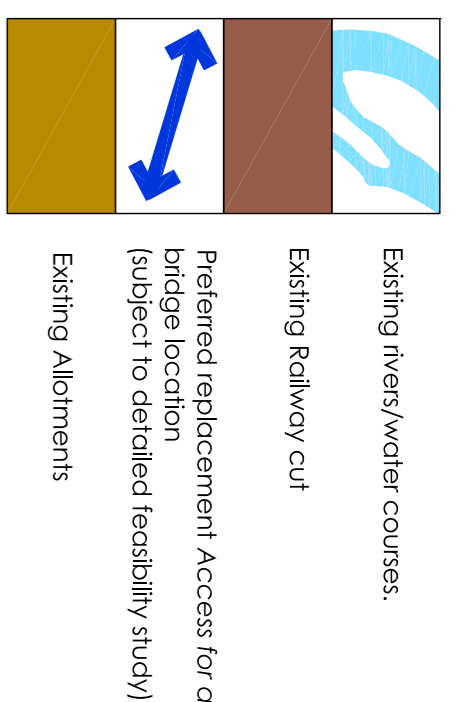 Existing rivers/water courses.
Existing Railway cut
Preferred replacement Access for a
bridge location
(subject to detailed feasibility study)
Existing Allotments